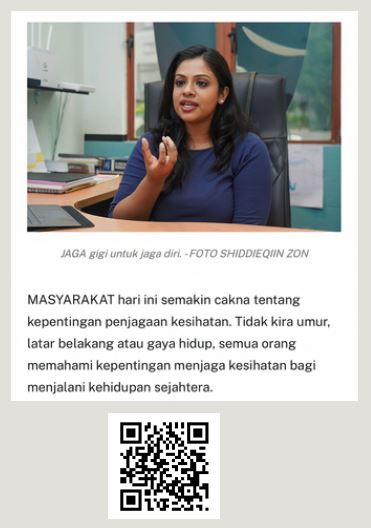 JAGA gigi untuk jaga diri. - FOTO SHIDDIEQIIN ZON
MASYARAKAT hari ini semakin cakna tentang
kepentingan penjagaan kesihatan. Tidak kira umur,
latar belakang atau gaya hidup, semua orang
memahami kepentingan menjaga kesihatan bagi
menjalani kehidupan sejahtera.